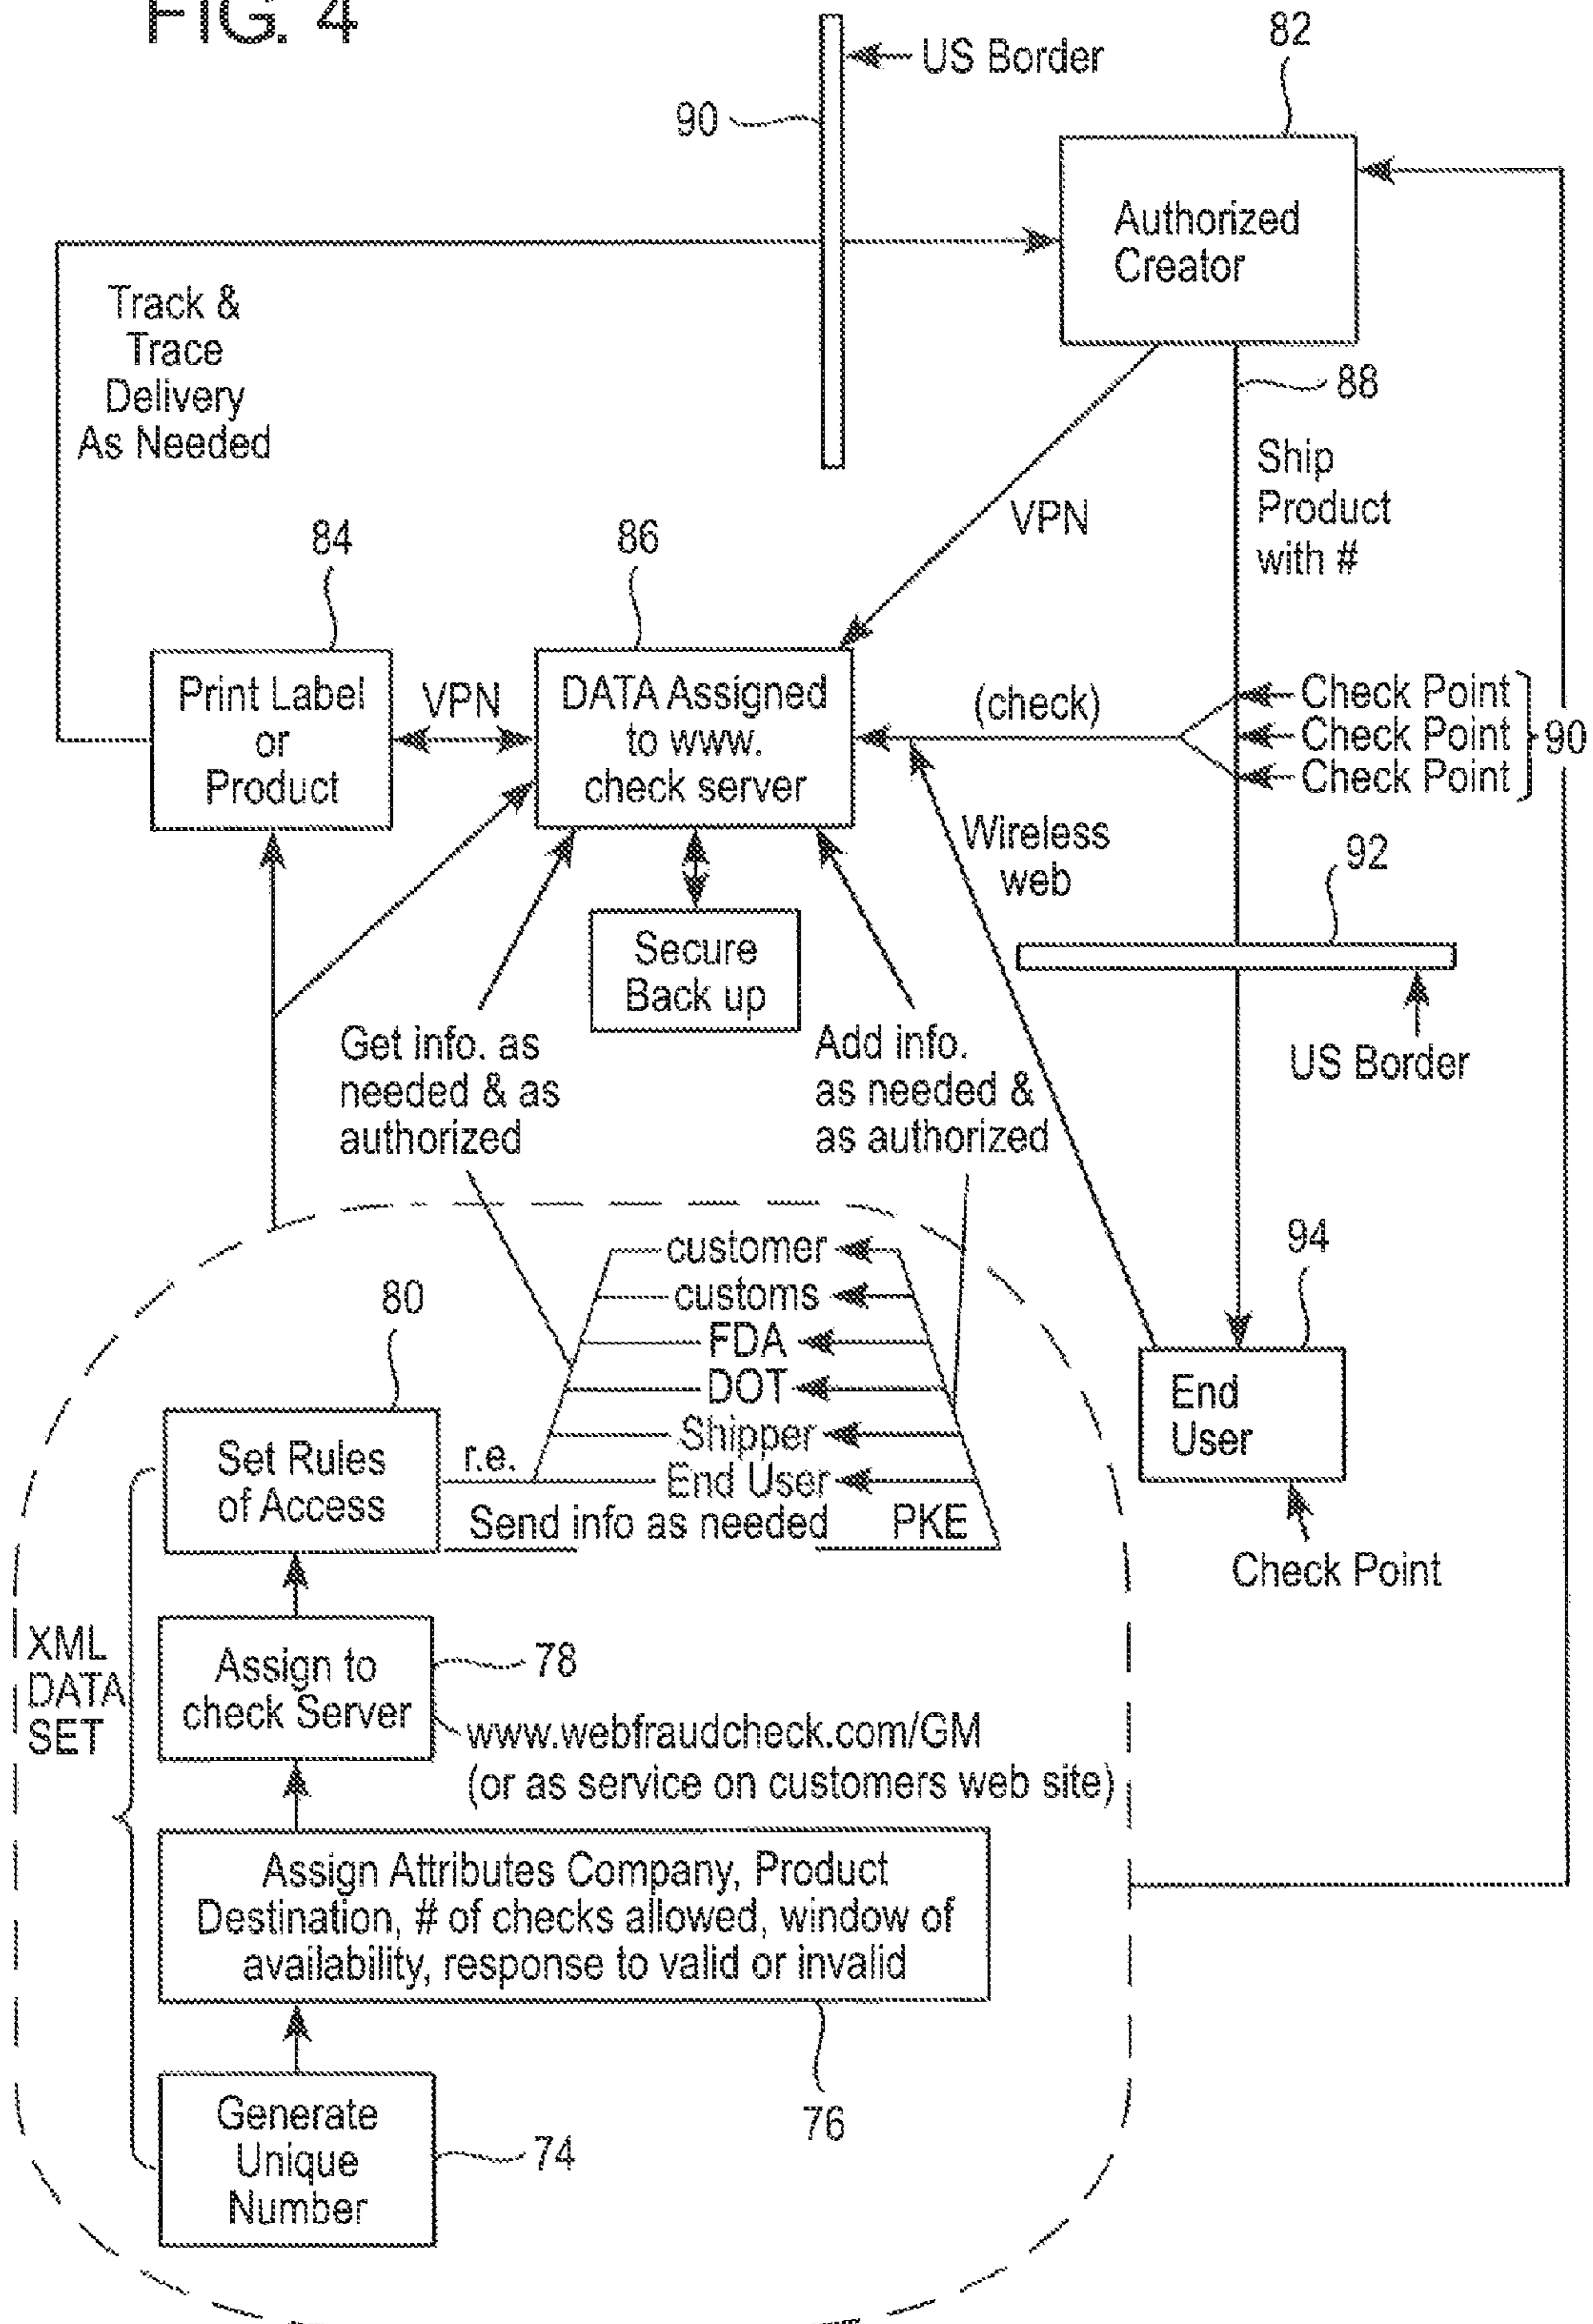 FIG. 4
US Border
82
90
Authorized
Creator
Track &
Trace
Delivery
As Needed
88
Ship
Product
with #
VPN
84
86
Print Label
or
Product
VPN
DATA Assigned
to www.
check server
(check)
Check Point
Check Point
Check Point
90
Wireless
web
92
Secure
Back up
US Border
Get info. as
needed & as
authorized
Add info.
as needed &
as authorized
94
End
User
Check Point
customer
customs
FDA
DOT
Shipper
End User
80
Set Rules
of Access
r.e.
Send info as needed
PKE
XML
DATA
SET
Assign to
check Server
78
www.webfraudcheck.com/GM
(or as service on customers web site)
Assign Attributes Company, Product
Destination, # of checks allowed, window of
availability, response to valid or invalid
76
Generate
Unique
Number
74